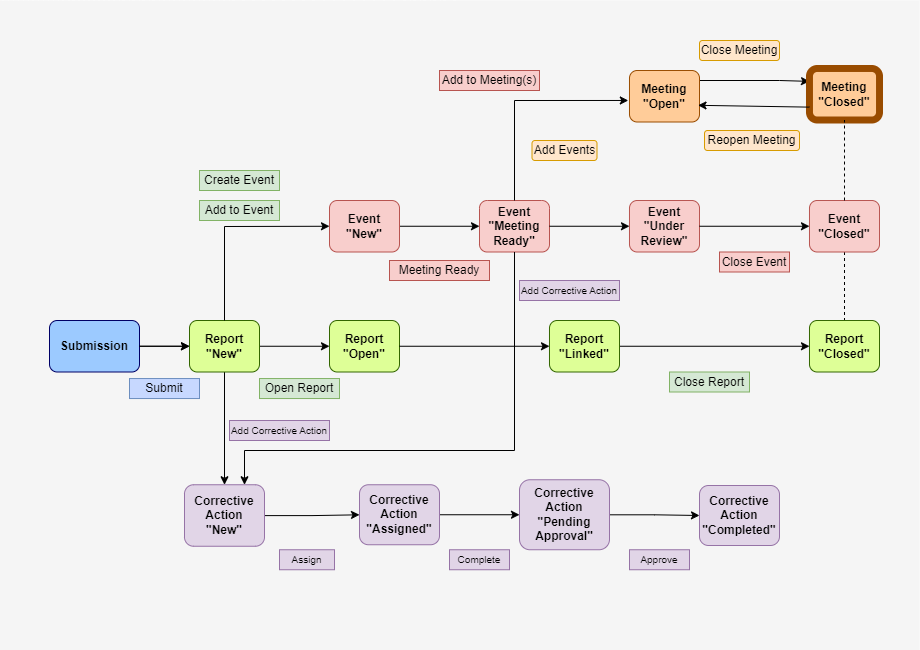 Close Meeting
Add to Meeting(s)
Meeting
"Open"
Meeting
"Closed"
Reopen Meeting
Add Events
Create Event
Add to Event
Event
"New"
Event
"Meeting
Ready"
Event
"Under
Review"
Event
"Closed"
Meeting Ready
Close Event
Add Corrective Action
Submission
Report
"New"
Report
"Open"
Report
"Linked"
Report
"Closed"
Submit
Open Report
Close Report
Add Corrective Action
Corrective
Action
"New"
Corrective
Action
"Assigned"
Corrective
Action
"Pending
Approval"
Corrective
Action
"Completed"
Assign
Complete
Approve